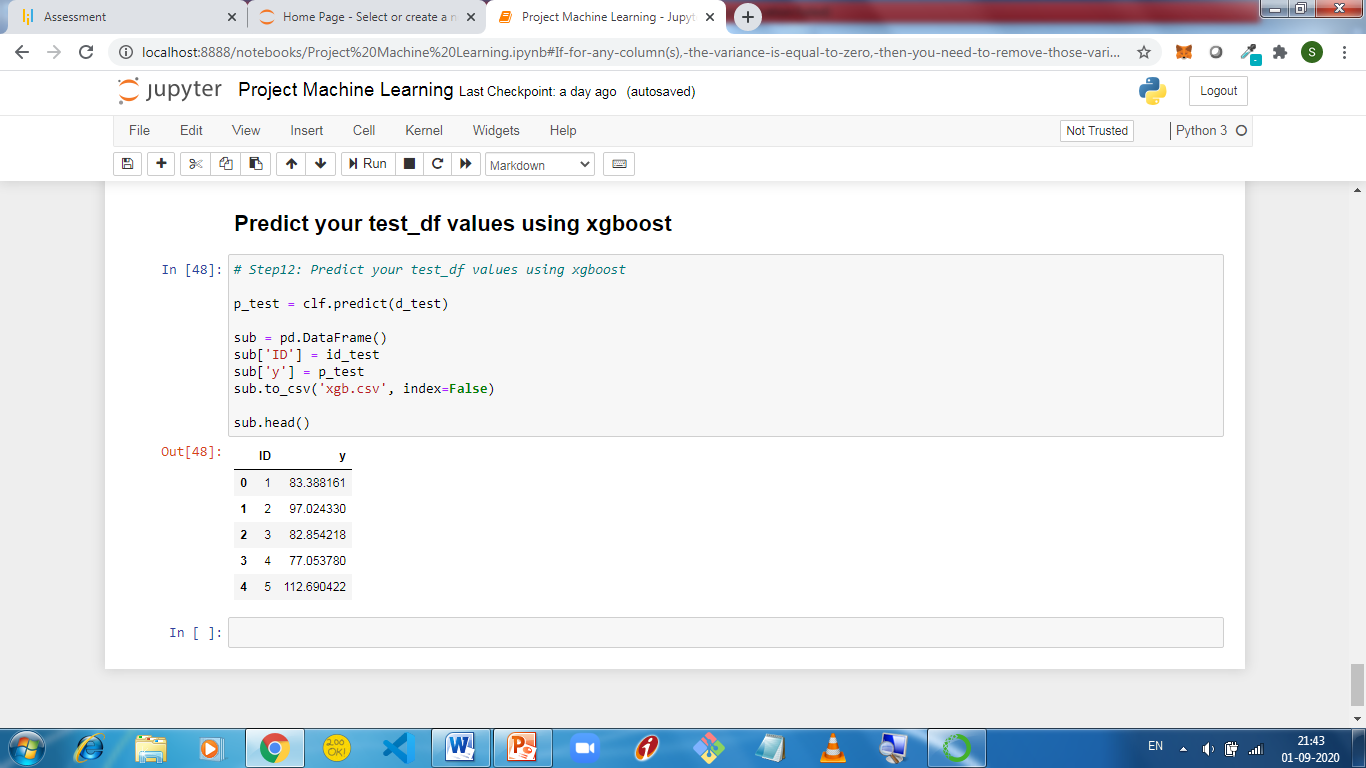 Assessment
Home Page - Select or create a n
Project Machine Learning - Jupyt
localhost:8888/notebooks/Project%20Machine%20Learning.ipynb#If-for-any-column(s),-the-variance-is-equal-to-zero,-then-you-need-to-remove-those-vari...
S
jupyter Project Machine Learning Last Checkpoint: a day ago (autosaved)
Logout
File Edit View Insert Cell Kernel Widgets Help
Not Trusted
Python 3
Run
Markdown
Predict your test_df values using xgboost
In [48]: # Step12: Predict your test_df values using xgboost
p_test = clf.predict(d_test)
sub = pd.DataFrame()
sub['ID'] = id_test
sub['y'] = p_test
sub.to_csv('xgb.csv', index=False)
sub.head()
Out[48]:
ID y
0 1 83.388161
1 2 97.024330
2 3 82.854218
3 4 77.053780
4 5 112.690422
In [ ]:
200
OK!
W
P
i
EN
21:43
01-09-2020